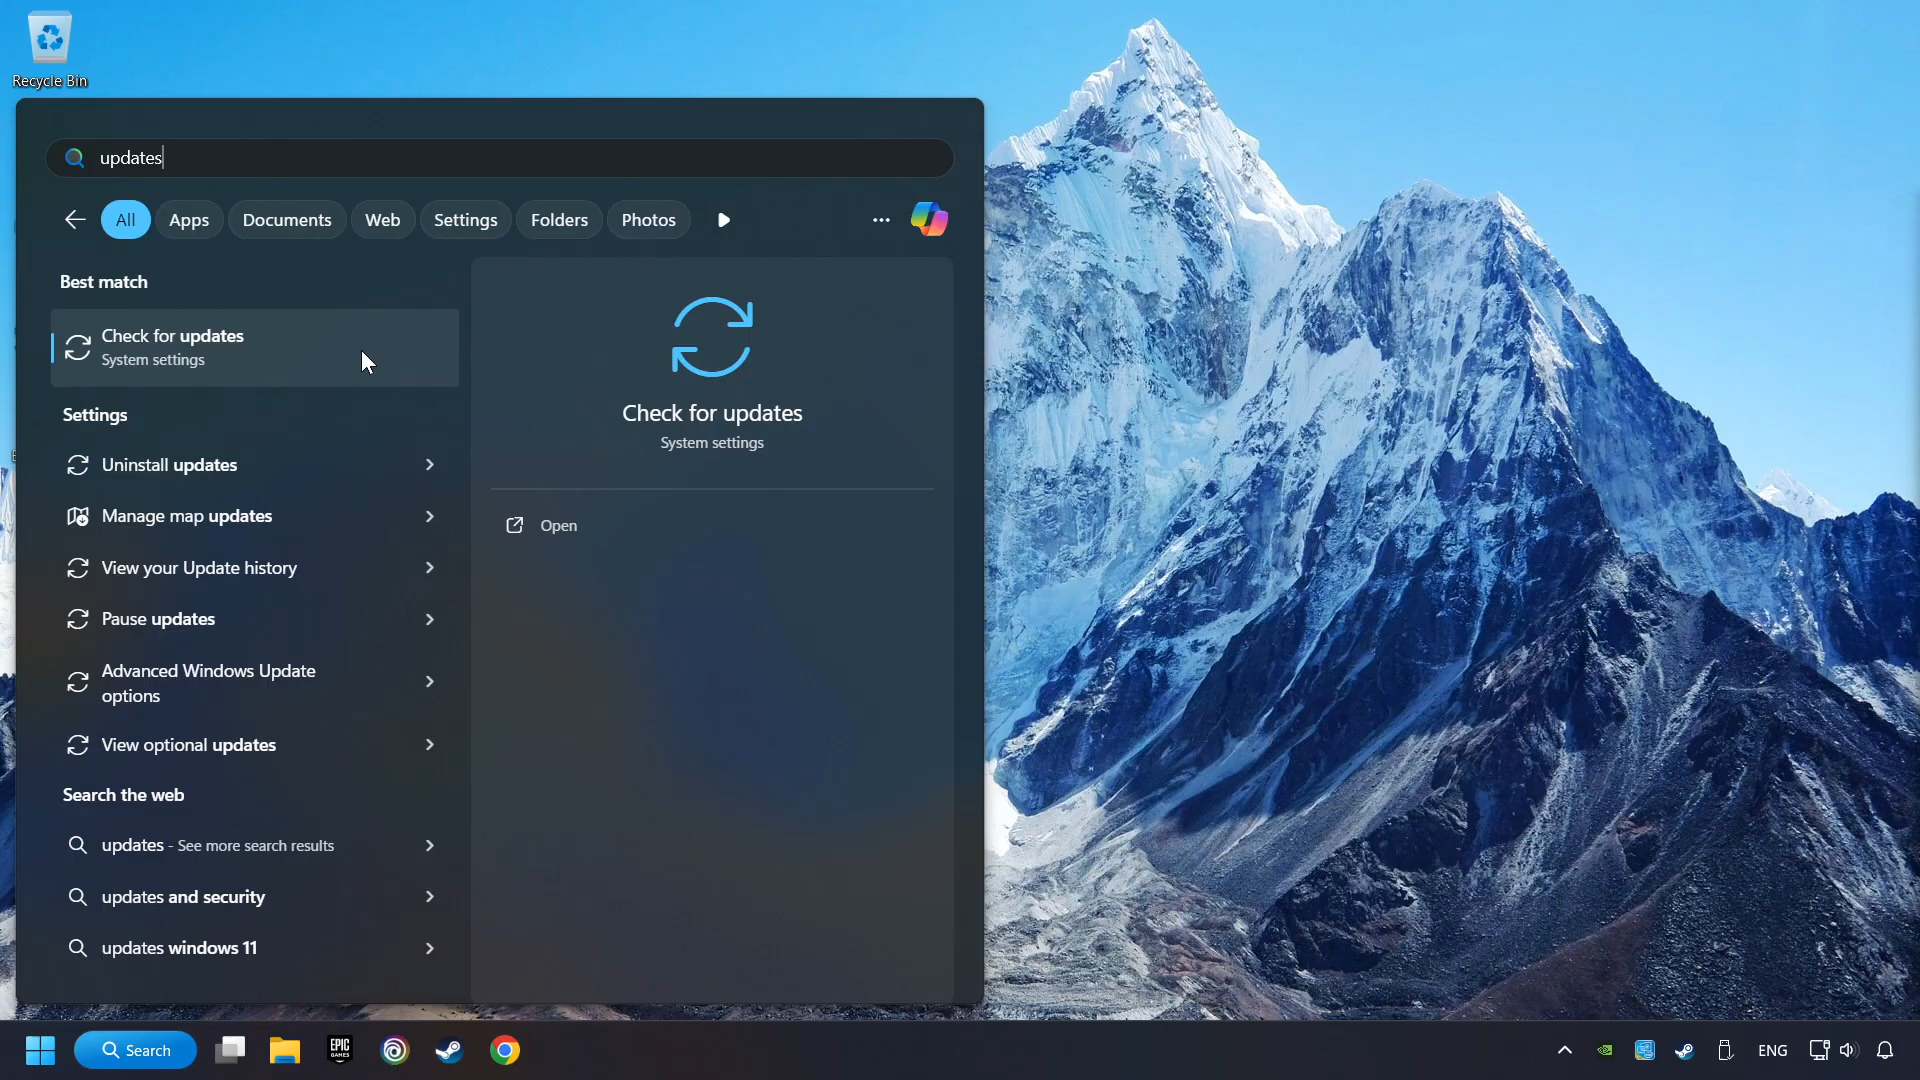 Recycle Bin
updates
All
Apps
Documents
Web
Settings
Folders
Photos
Best match
Check for updates
System settings
Settings
Uninstall updates
Manage map updates
View your Update history
Pause updates
Advanced Windows Update
options
View optional updates
Search the web
updates - See more search results
updates and security
updates windows 11
Check for updates
System settings
Open
Search
EPIC
GAMES
ENG